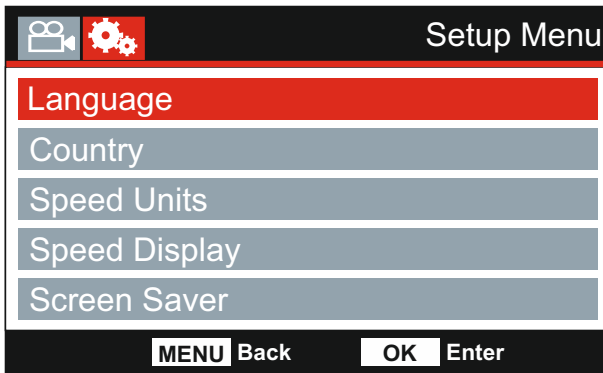 Setup Menu
Language
Country
Speed Units
Speed Display
Screen Saver
MENU Back OK Enter